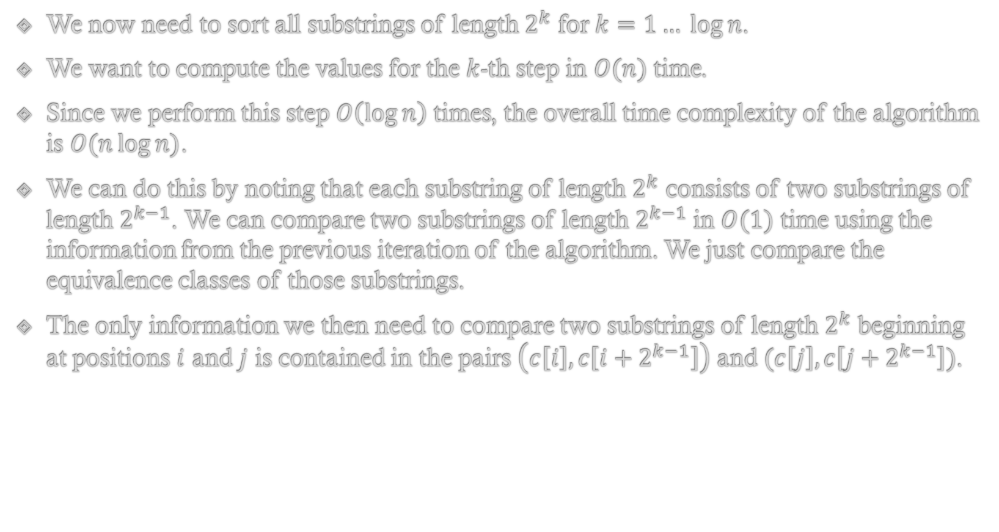 We now need to sort all substrings of length 2^k for k = 1 … log n.
We want to compute the values for the k-th step in O(n) time.
Since we perform this step O(log n) times, the overall time complexity of the algorithm
is O(n log n).
We can do this by noting that each substring of length 2^k consists of two substrings of
length 2^{k−1}. We can compare two substrings of length 2^{k−1} in O(1) time using the
information from the previous iteration of the algorithm. We just compare the
equivalence classes of those substrings.
The only information we then need to compare two substrings of length 2^k beginning
at positions i and j is contained in the pairs (c[i], c[i + 2^{k−1}]) and (c[j], c[j + 2^{k−1}]).